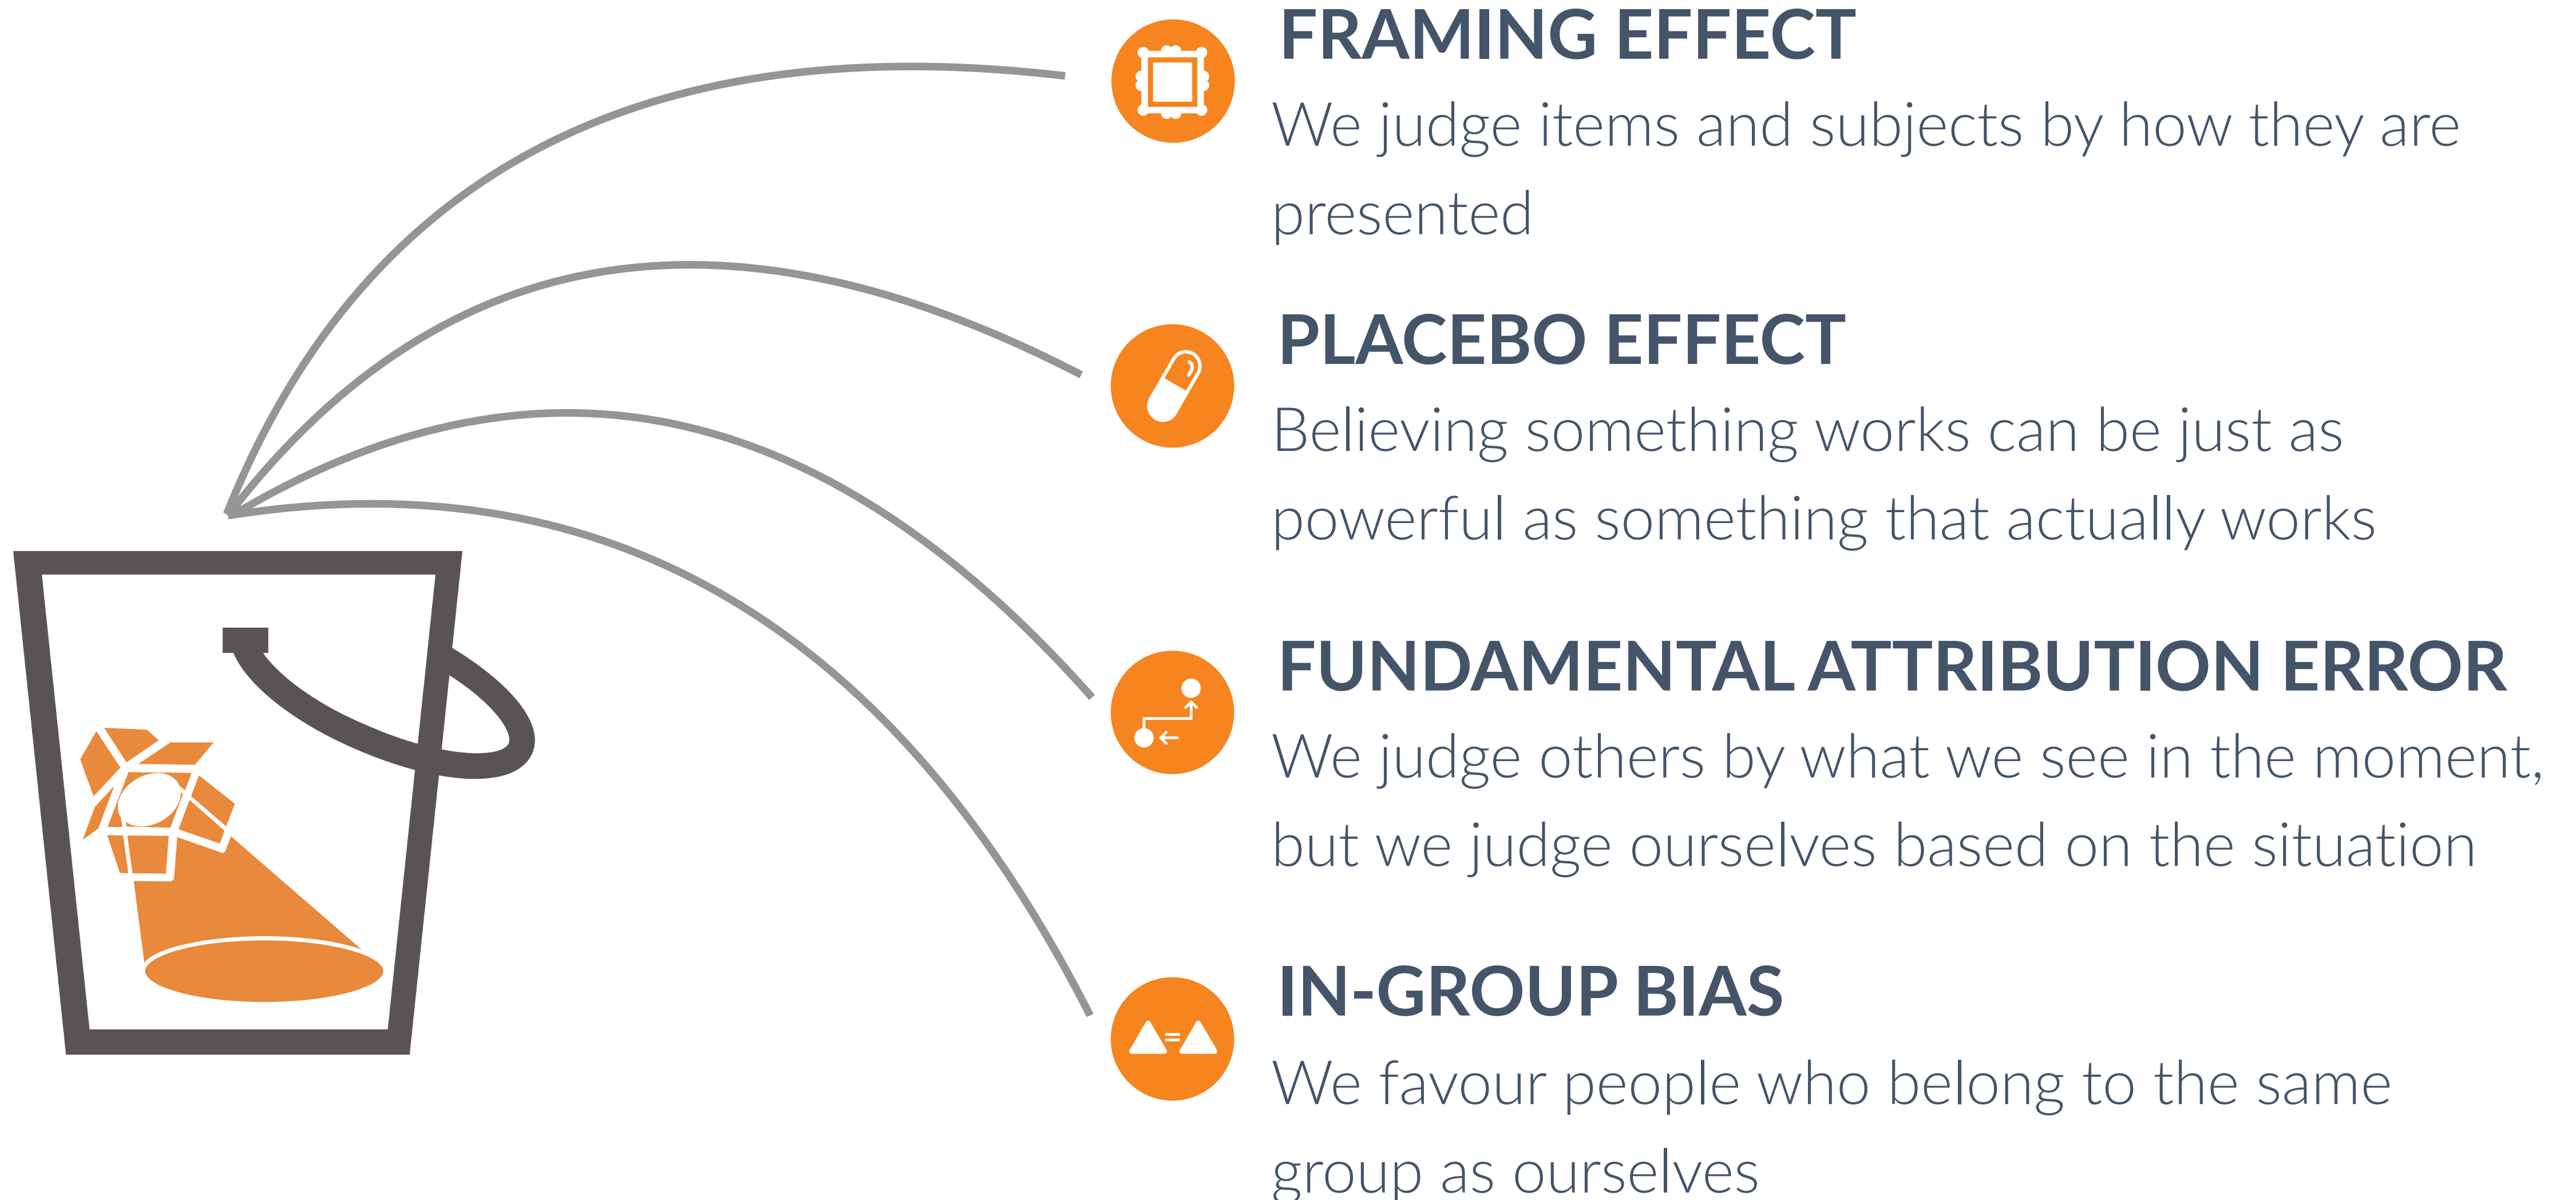 FRAMING EFFECT
We judge items and subjects by how they are
presented
PLACEBO EFFECT
Believing something works can be just as
powerful as something that actually works
FUNDAMENTAL ATTRIBUTION ERROR
We judge others by what we see in the moment,
but we judge ourselves based on the situation
IN-GROUP BIAS
We favour people who belong to the same
group as ourselves